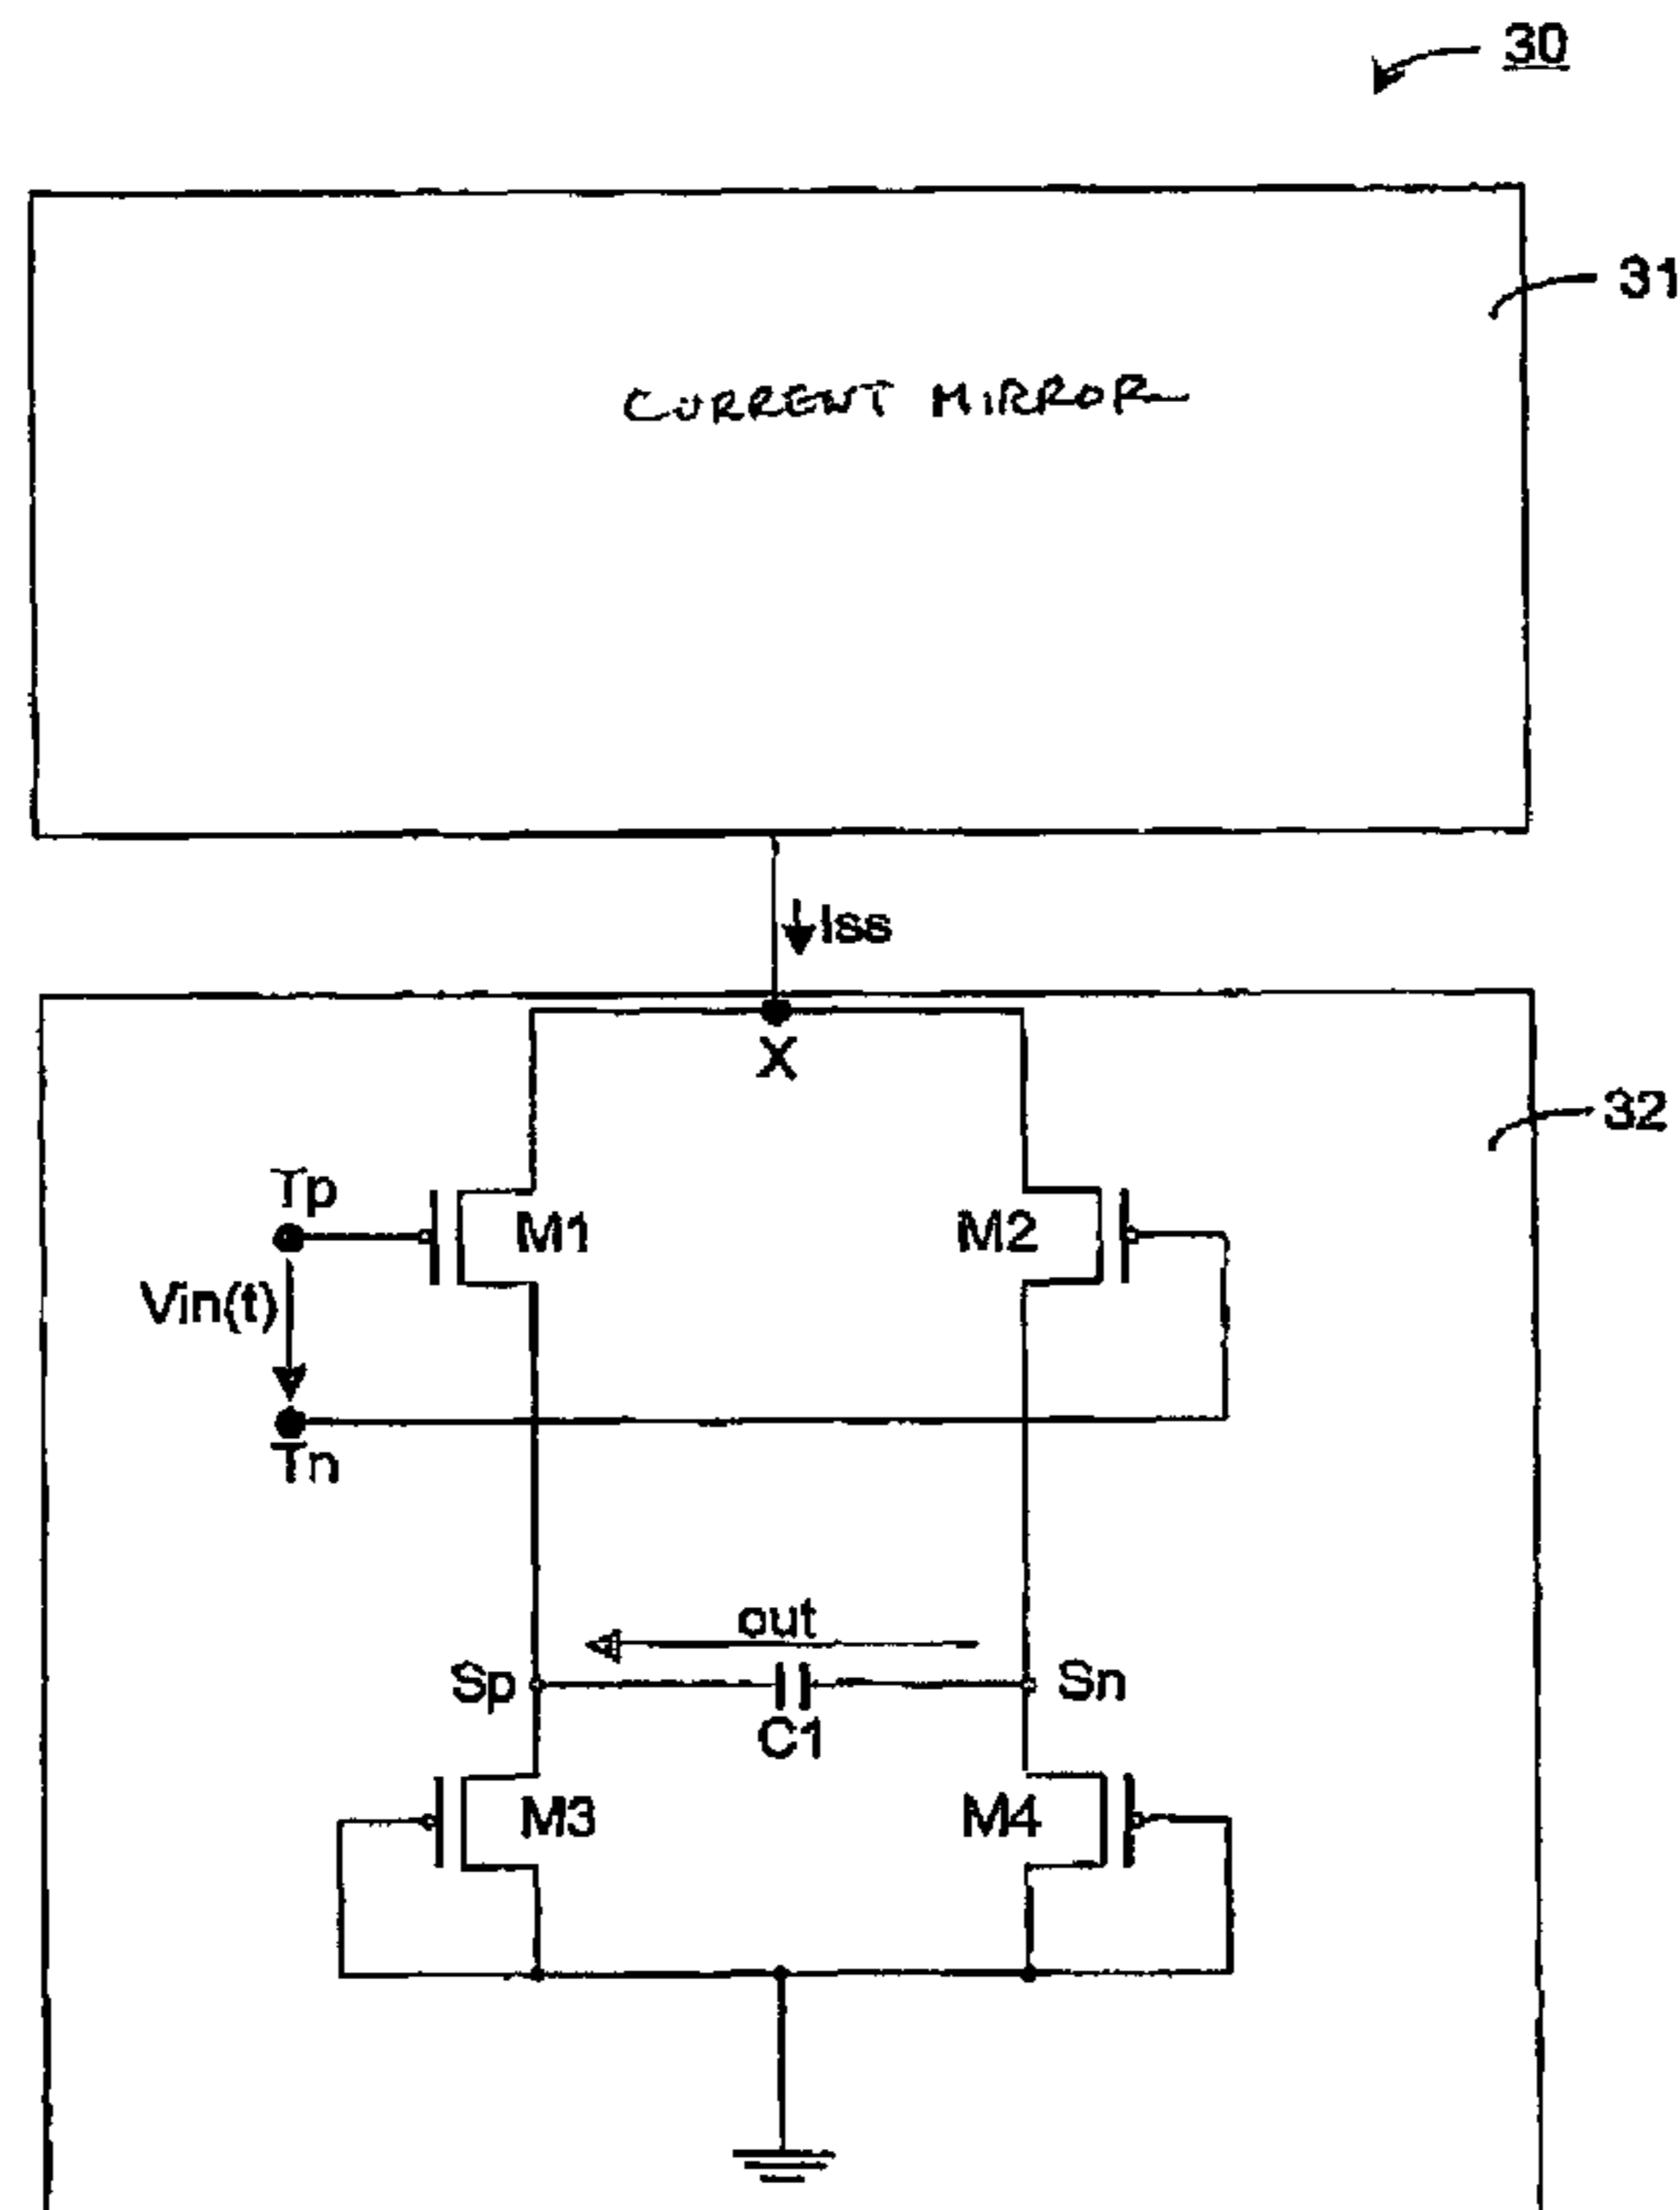 30
31
CURRENT MIRROR
Iss
X
32
Tp
M1
M2
Vin(t)
Tn
out
Sp
Sn
C1
M3
M4